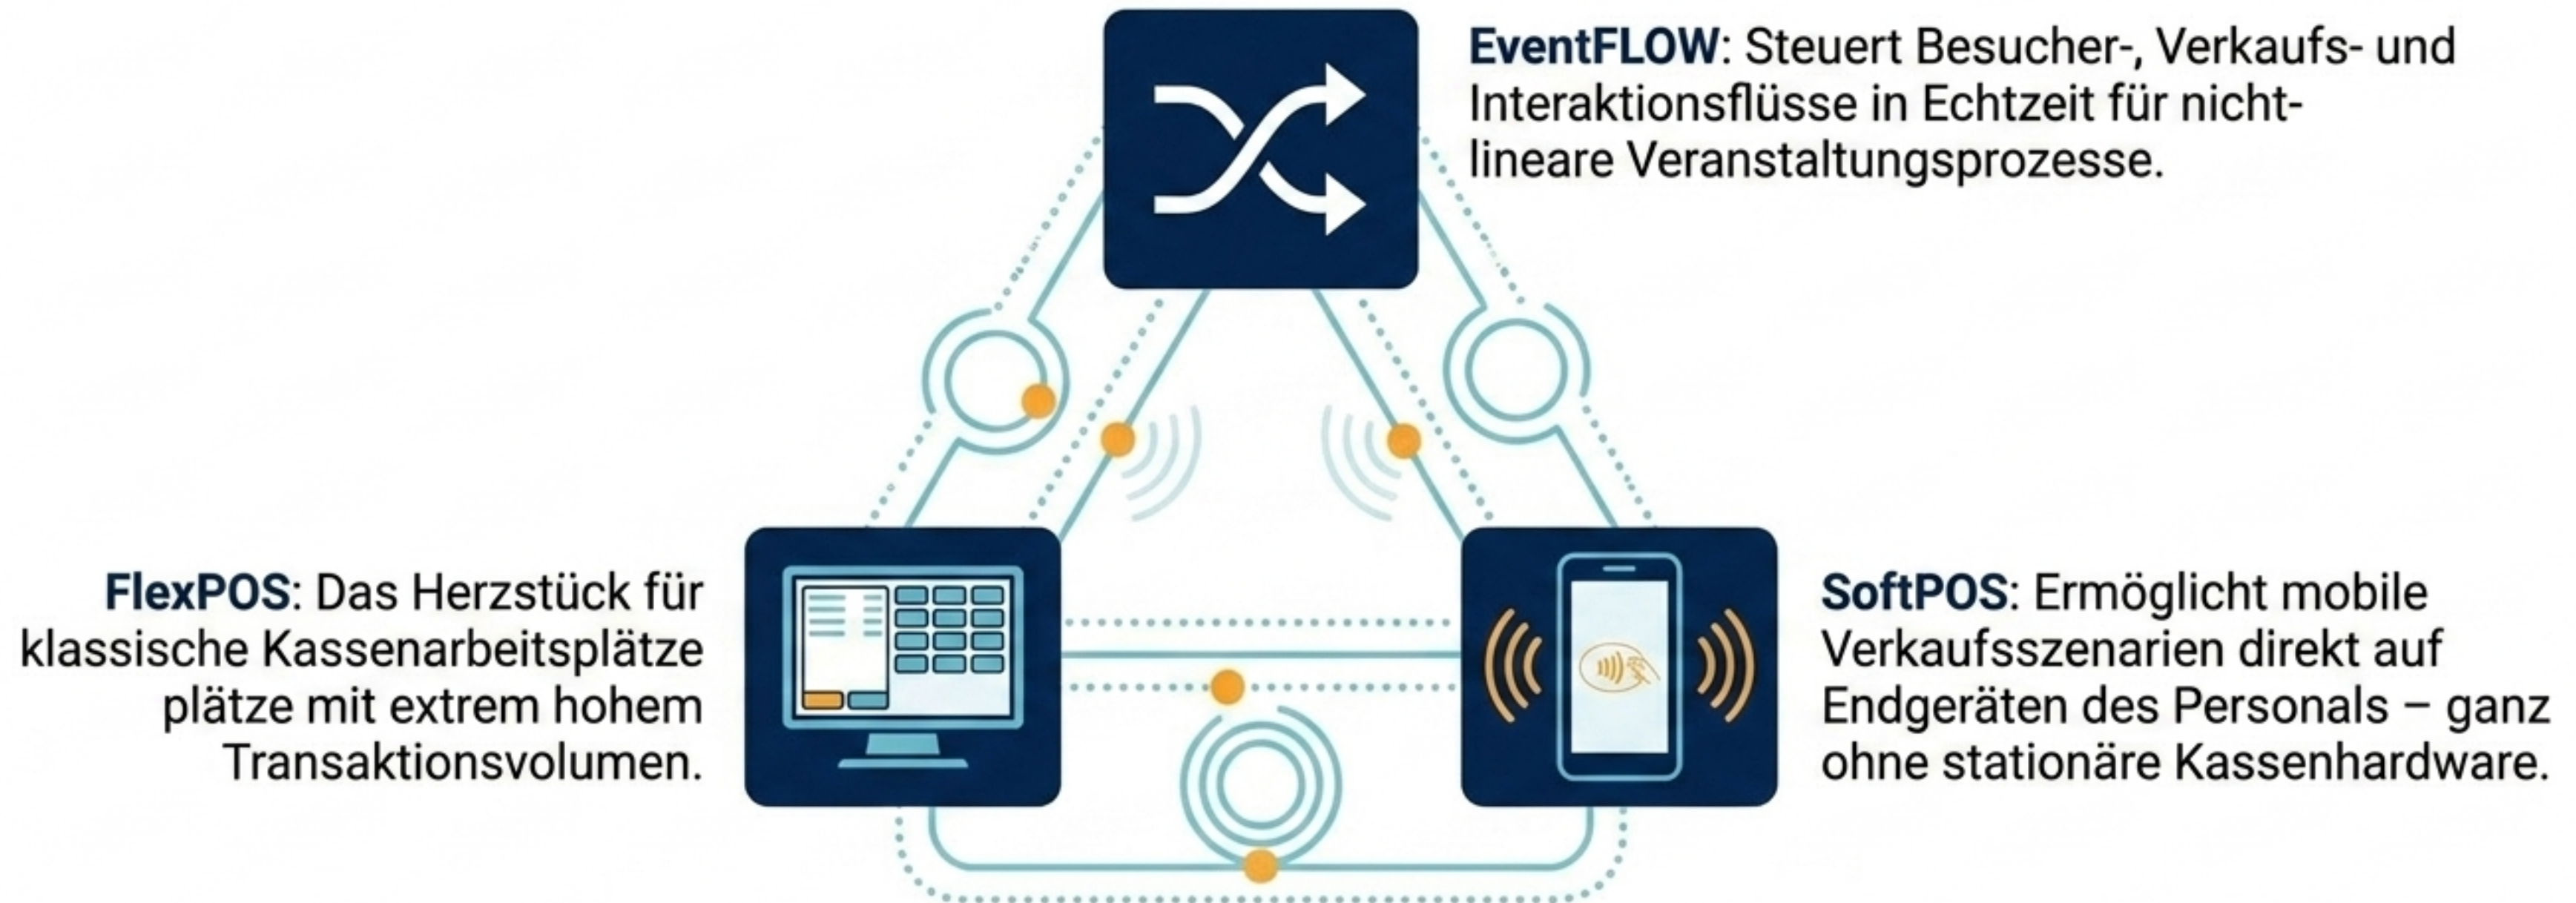 EventFLOW: Steuert Besucher-, Verkaufs- und
Interaktionsflüsse in Echtzeit für nicht-
lineare Veranstaltungsprozesse.
FlexPOS: Das Herzstück für
klassische Kassenarbeitsplätze
plätze mit extrem hohem
Transaktionsvolumen.
SoftPOS: Ermöglicht mobile
Verkaufsszenarien direkt auf
Endgeräten des Personals – ganz
ohne stationäre Kassenhardware.